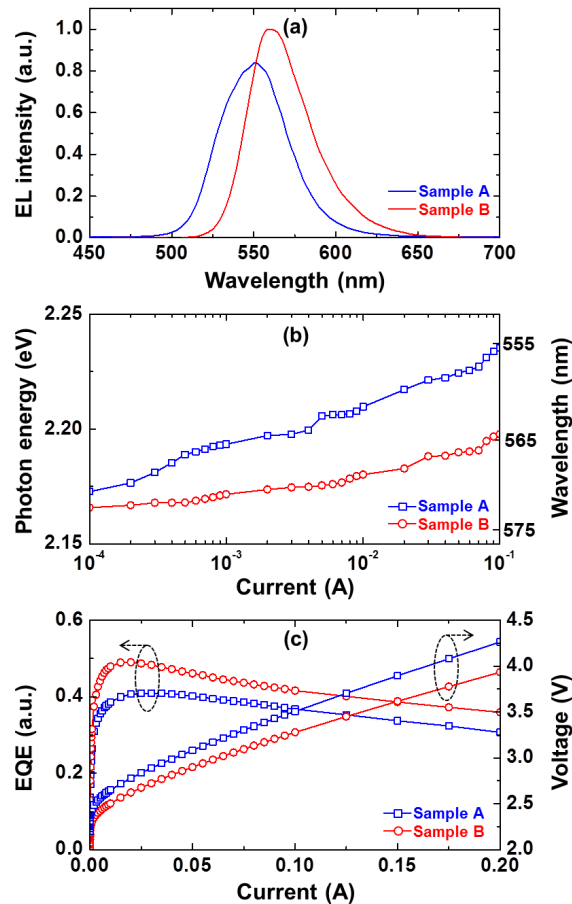 (a)
EL intensity (a.u.)
1.0
0.8
0.6
0.4
0.2
0.0
Sample A
Sample B
450 500 550 600 650 700
Wavelength (nm)
(b)
Photon energy (eV)
2.25
2.20
2.15
555
565
575
Wavelength (nm)
Sample A
Sample B
10-4 10-3 10-2 10-1
Current (A)
(c)
EQE (a.u.)
0.6
0.4
0.2
0.0
4.5
4.0
3.5
3.0
2.5
2.0
Voltage (V)
Sample A
Sample B
0.00 0.05 0.10 0.15 0.20
Current (A)